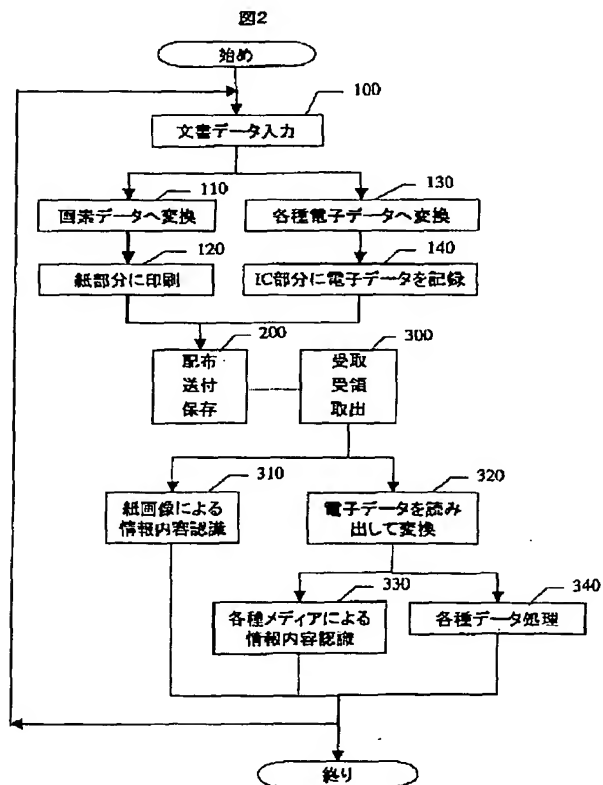 図2
始め
100
文書データ入力
110
画素データへ変換
130
各種電子データへ変換
120
紙部分に印刷
140
IC部分に電子データを記録
200
配布
送付
保存
300
受取
受領
取出
310
紙画像による
情報内容認識
320
電子データを読み
出して変換
330
各種メディアによる
情報内容認識
340
各種データ処理
終り